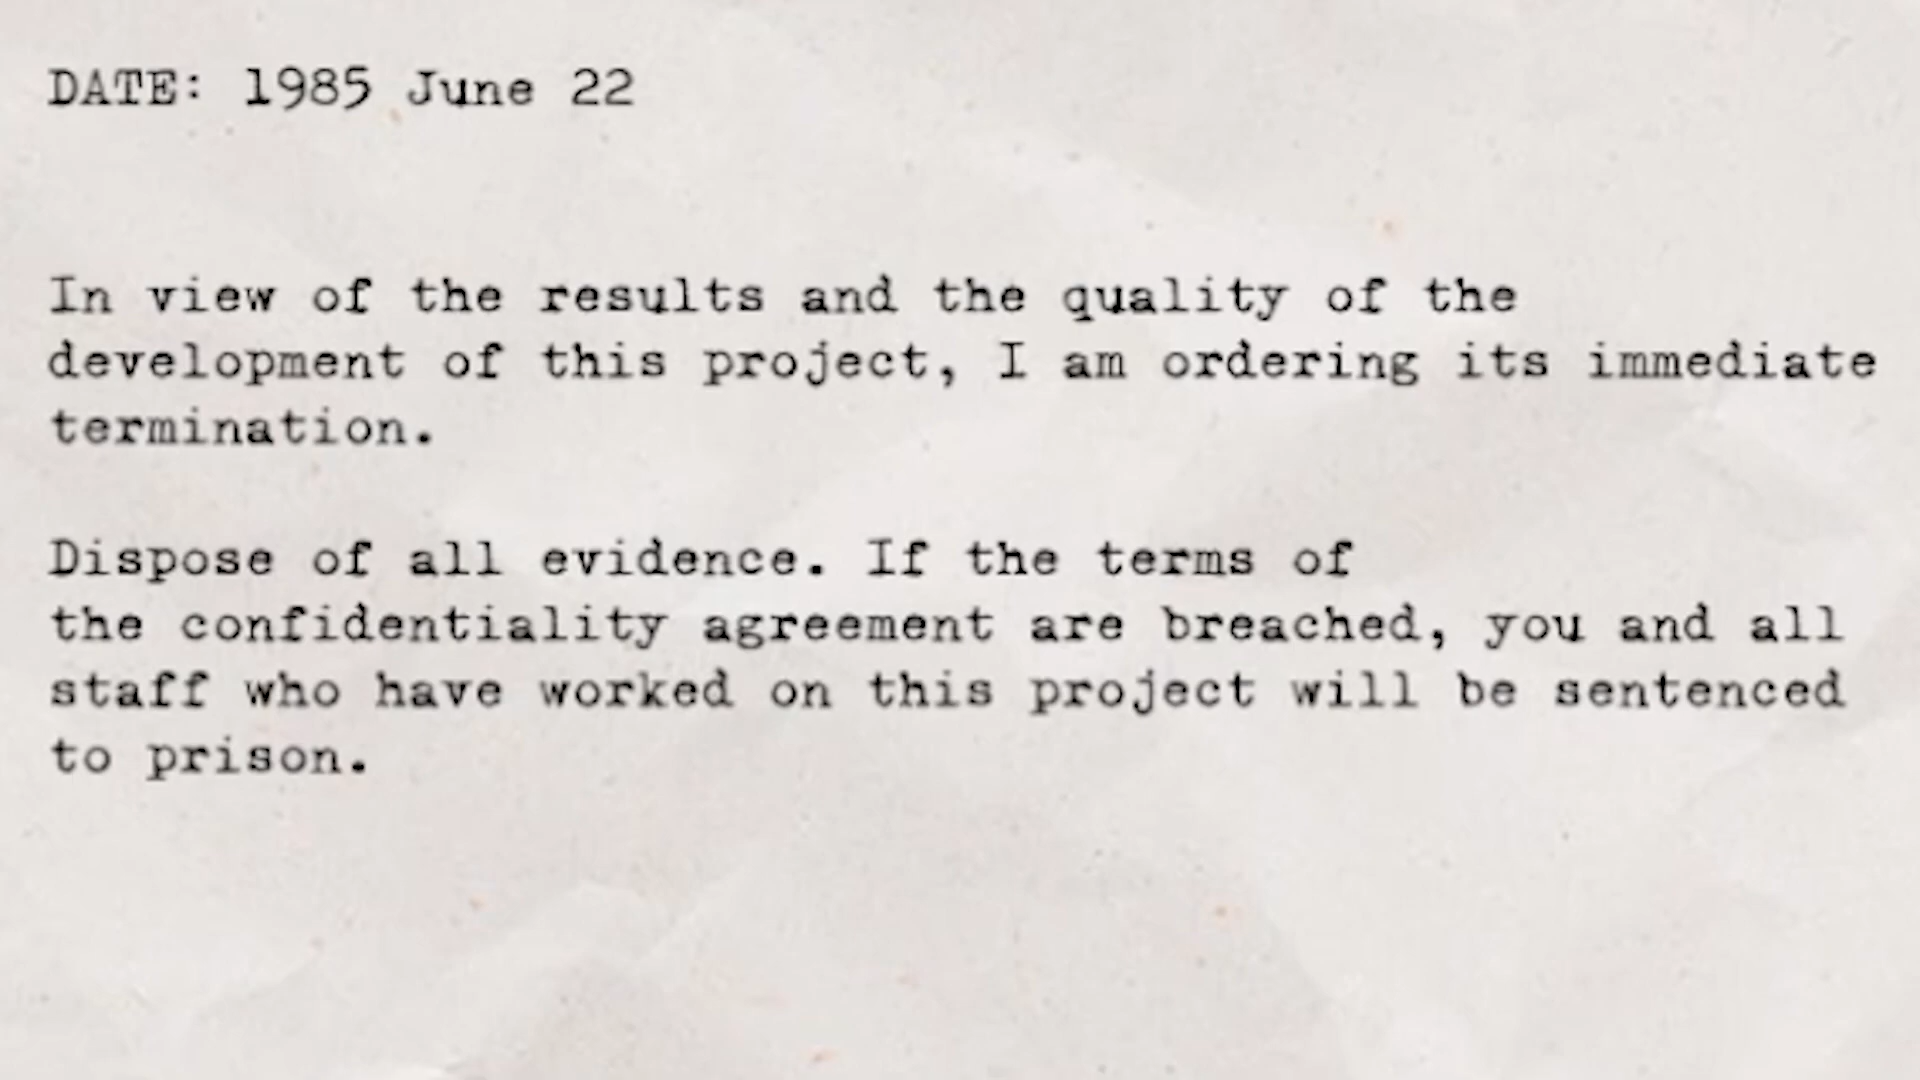 DATE: 1985 June 22
In view of the results and the quality of the
development of this project, I am ordering its immediate
termination.
Dispose of all evidence. If the terms of
the confidentiality agreement are breached, you and all
staff who have worked on this project will be sentenced
to prison.